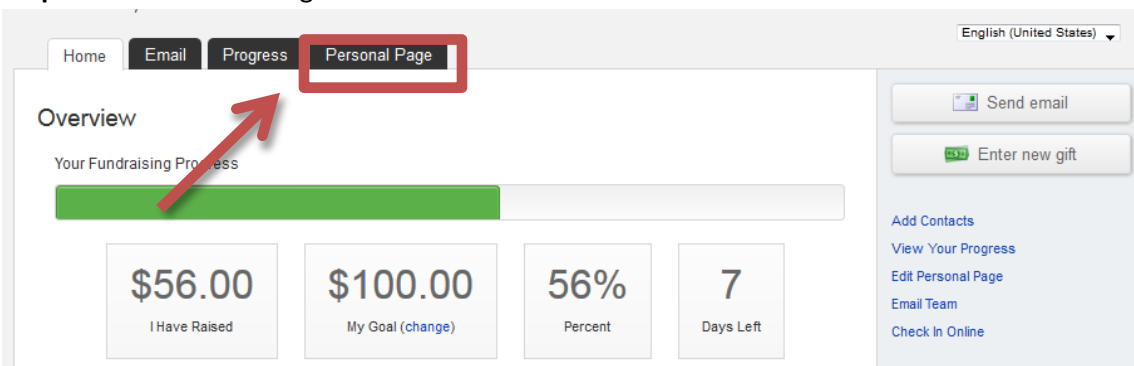 English (United States)
Home Email Progress Personal Page
Send email
Overview
Enter new gift
Your Fundraising Progress
Add Contacts
View Your Progress
$56.00 $100.00 56% 7
Edit Personal Page
Email Team
I Have Raised My Goal (change) Percent Days Left
Check In Online